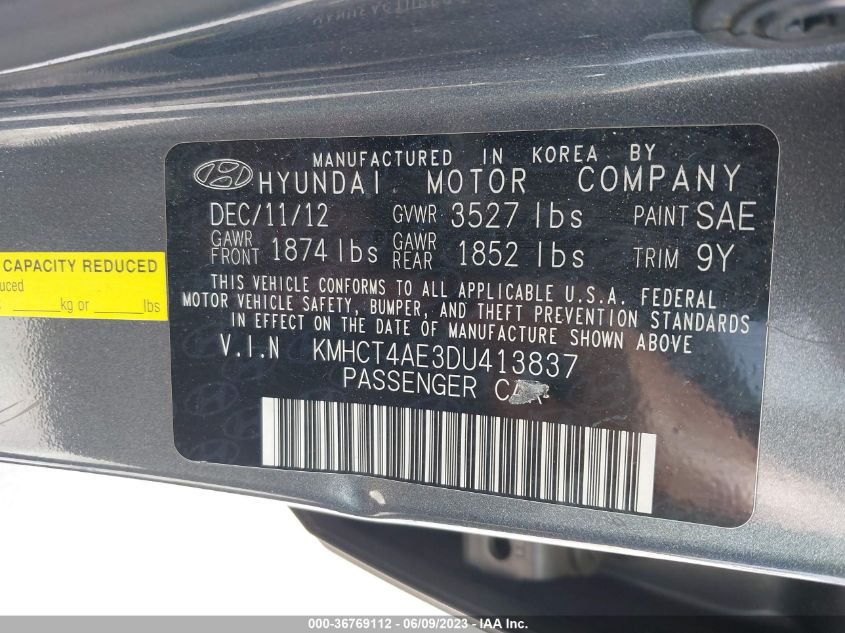 MANUFACTURED IN KOREA BY
HYUNDAI MOTOR COMPANY
DEC/11/12 GVWR 3527 lbs PAINT SAE
GAWR FRONT 1874 lbs GAWR REAR 1852 lbs TRIM 9Y
THIS VEHICLE CONFORMS TO ALL APPLICABLE U.S.A. FEDERAL
MOTOR VEHICLE SAFETY, BUMPER, AND THEFT PREVENTION STANDARDS
IN EFFECT ON THE DATE OF MANUFACTURE SHOWN ABOVE
V.I.N KMHCT4AE3DU413837
PASSENGER CAR
CAPACITY REDUCED
kg or lbs
000-36769112 - 06/09/2023 - IAA Inc.